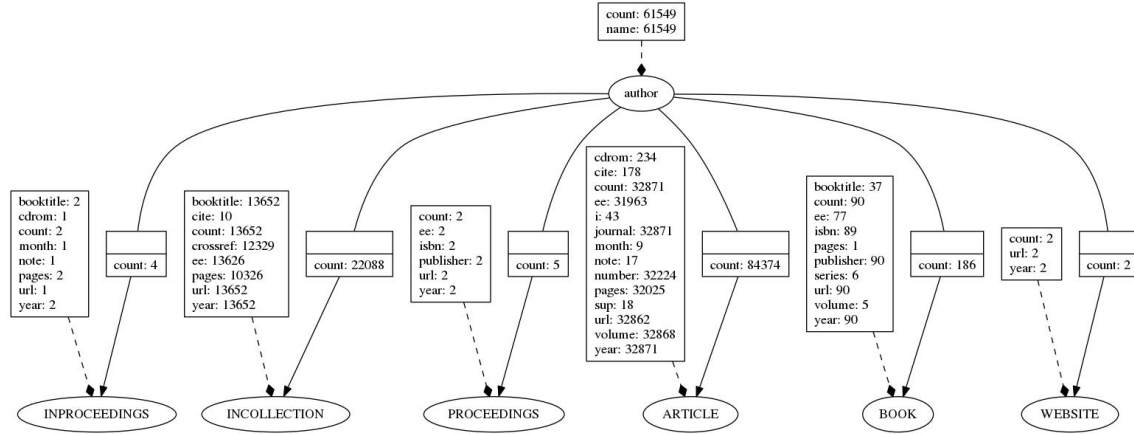 count: 61549
name: 61549
author
booktitle: 2
cdrom: 1
count: 2
month: 1
note: 1
pages: 2
url: 1
year: 2
count: 4
booktitle: 13652
cite: 10
count: 13652
crossref: 12329
ee: 13626
pages: 10326
url: 13652
year: 13652
count: 22088
count: 2
ee: 2
isbn: 2
publisher: 2
url: 2
year: 2
count: 5
cdrom: 234
cite: 178
count: 32871
ee: 31963
i: 43
journal: 32871
month: 9
note: 17
number: 32224
pages: 32025
sup: 18
url: 32862
volume: 32868
year: 32871
count: 84374
booktitle: 37
count: 90
ee: 77
isbn: 89
pages: 1
publisher: 90
series: 6
url: 90
volume: 5
year: 90
count: 186
count: 2
url: 2
year: 2
count: 2
INPROCEEDINGS
INCOLLECTION
PROCEEDINGS
ARTICLE
BOOK
WEBSITE